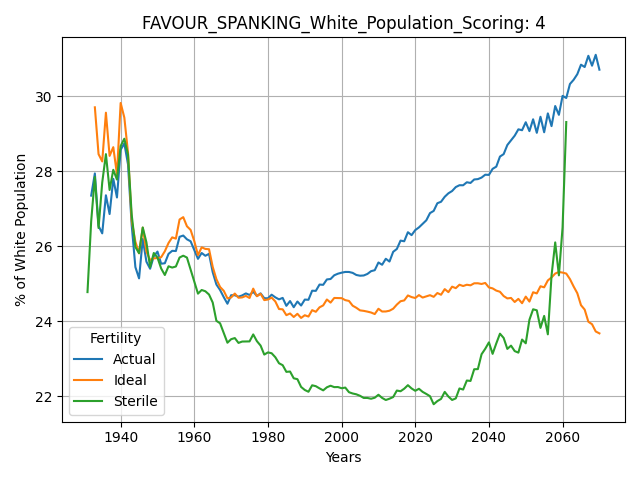 FAVOUR_SPANKING_White_Population_Scoring: 4
% of White Population
30
28
26
24
22
Fertility
Actual
Ideal
Sterile
1940 1960 1980 2000 2020 2040 2060
Years